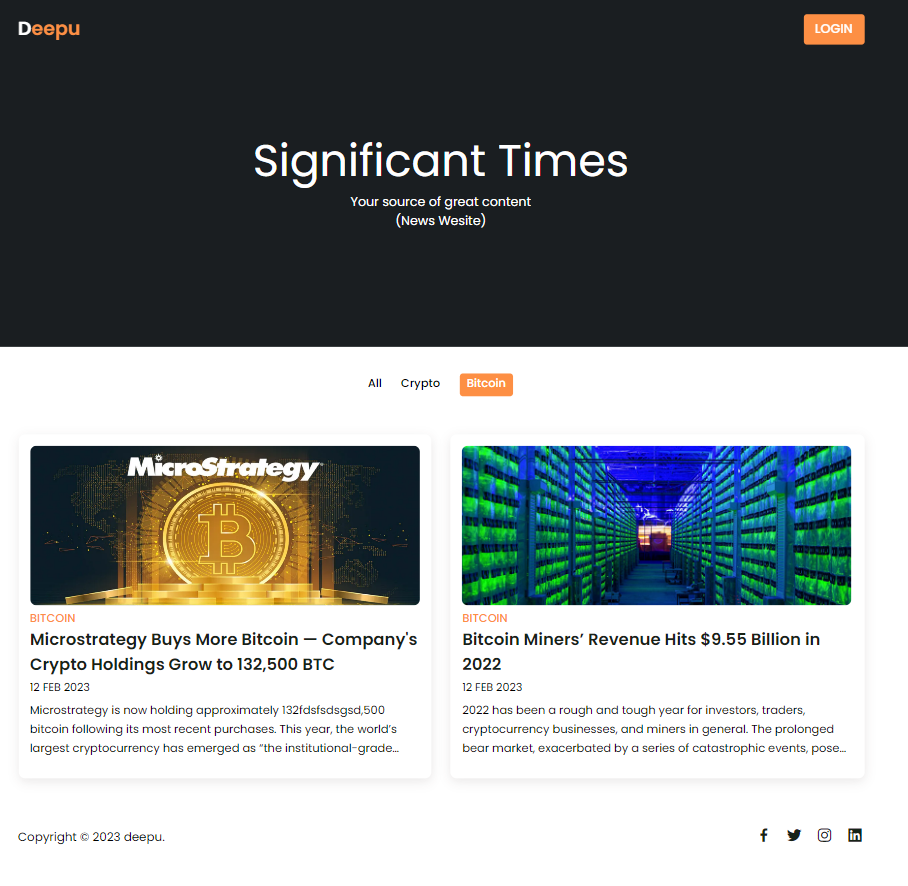 Deepu
LOGIN
Significant Times
Your source of great content
(News Wesite)
All
Crypto
Bitcoin
MicroStrategy
BITCOIN
Microstrategy Buys More Bitcoin — Company's
Crypto Holdings Grow to 132,500 BTC
12 FEB 2023
Microstrategy is now holding approximately 132fdsfsdsgsd,500
bitcoin following its most recent purchases. This year, the world’s
largest cryptocurrency has emerged as “the institutional-grade…
BITCOIN
Bitcoin Miners’ Revenue Hits $9.55 Billion in
2022
12 FEB 2023
2022 has been a rough and tough year for investors, traders,
cryptocurrency businesses, and miners in general. The prolonged
bear market, exacerbated by a series of catastrophic events, pose…
Copyright © 2023 deepu.